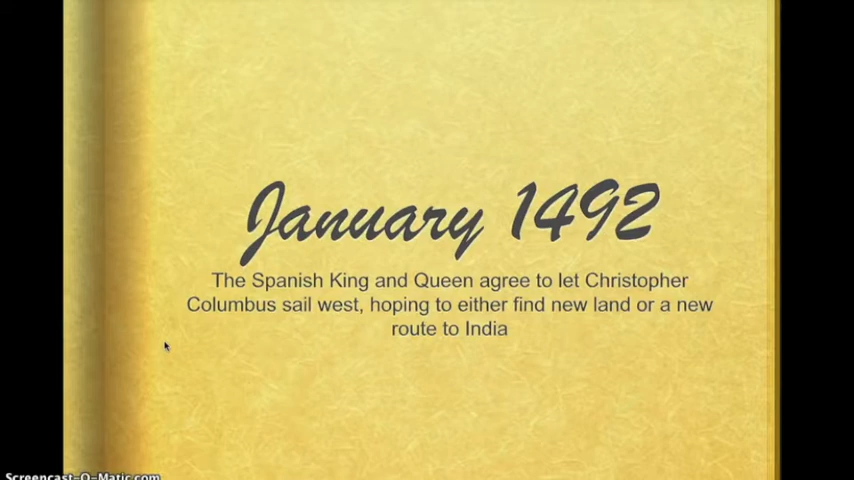 January 1492
The Spanish King and Queen agree to let Christopher
Columbus sail west, hoping to either find new land or a new
route to India
Screencast-O-Matic.com